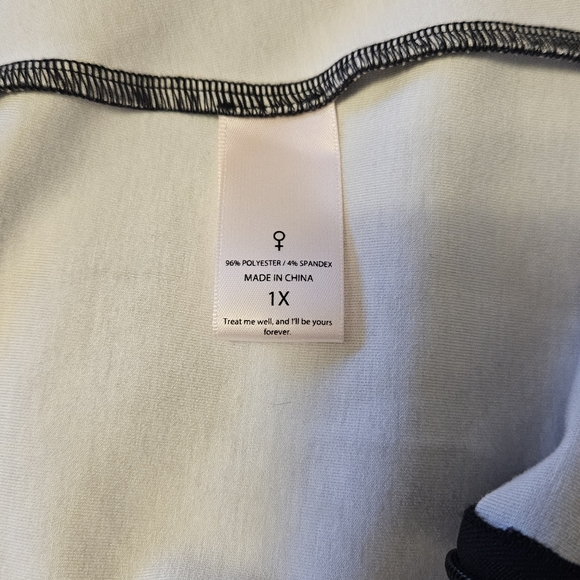 96% POLYESTER / 4% SPANDEX
MADE IN CHINA
1X
Treat me well, and I'll be yours
forever.